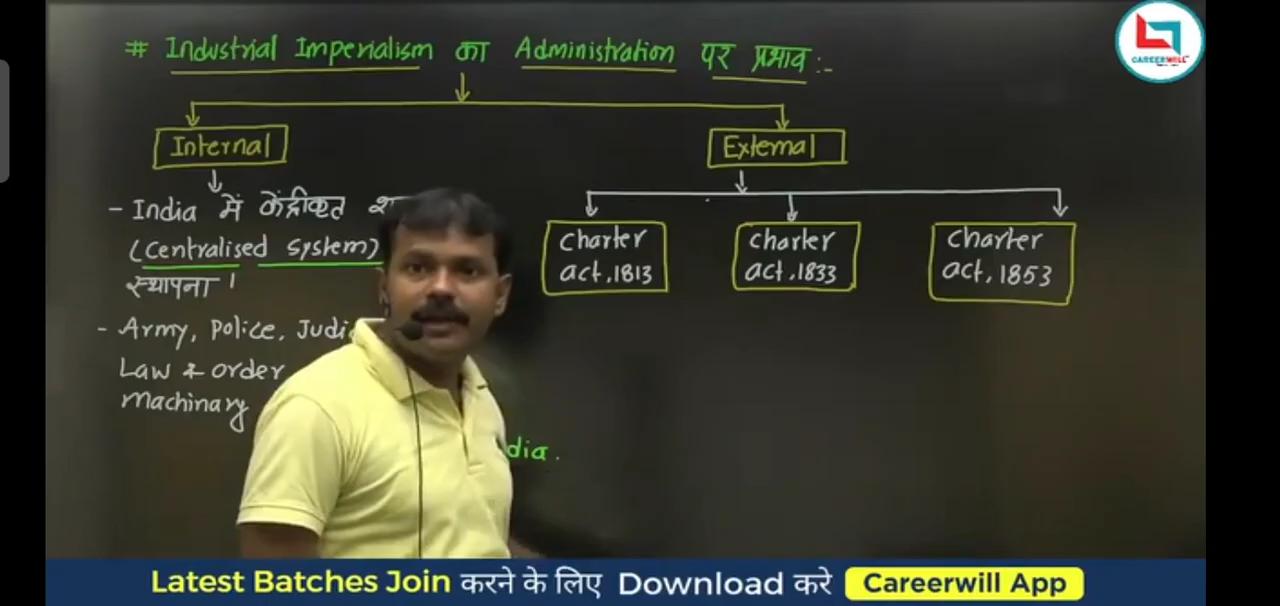 # Industrial Imperialism का Administration पर प्रभाव :-
Internal
External
- India में केंद्रीकृत
(Centralised System)
स्थापना ।
- Army, Police,
Law & order
Machinary
Charter
act, 1813
Charter
act, 1833
Charter
act, 1853
CAREERWILL
Latest Batches Join करने के लिए Download करे Careerwill App